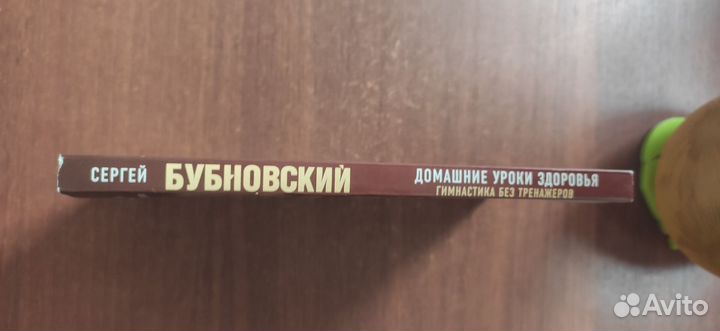 СЕРГЕЙ БУБНОВСКИЙ
ДОМАШНИЕ УРОКИ ЗДОРОВЬЯ
ГИМНАСТИКА БЕЗ ТРЕНАЖЕРОВ
Avito